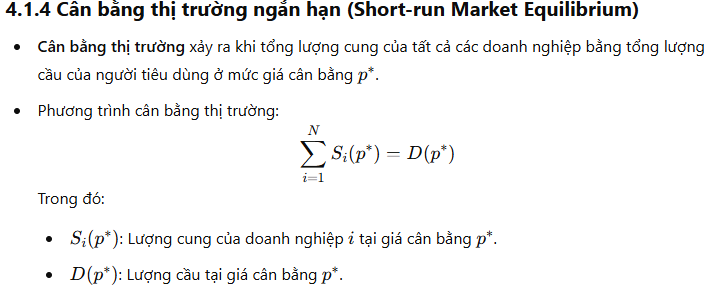 4.1.4 Cân bằng thị trường ngắn hạn (Short-run Market Equilibrium)
• Cân bằng thị trường xảy ra khi tổng lượng cung của tất cả các doanh nghiệp bằng tổng lượng
cầu của người tiêu dùng ở mức giá cân bằng p*.
• Phương trình cân bằng thị trường:
∑_{i=1}^{N} S_i(p*) = D(p*)
Trong đó:
• S_i(p*): Lượng cung của doanh nghiệp i tại giá cân bằng p*.
• D(p*): Lượng cầu tại giá cân bằng p*.